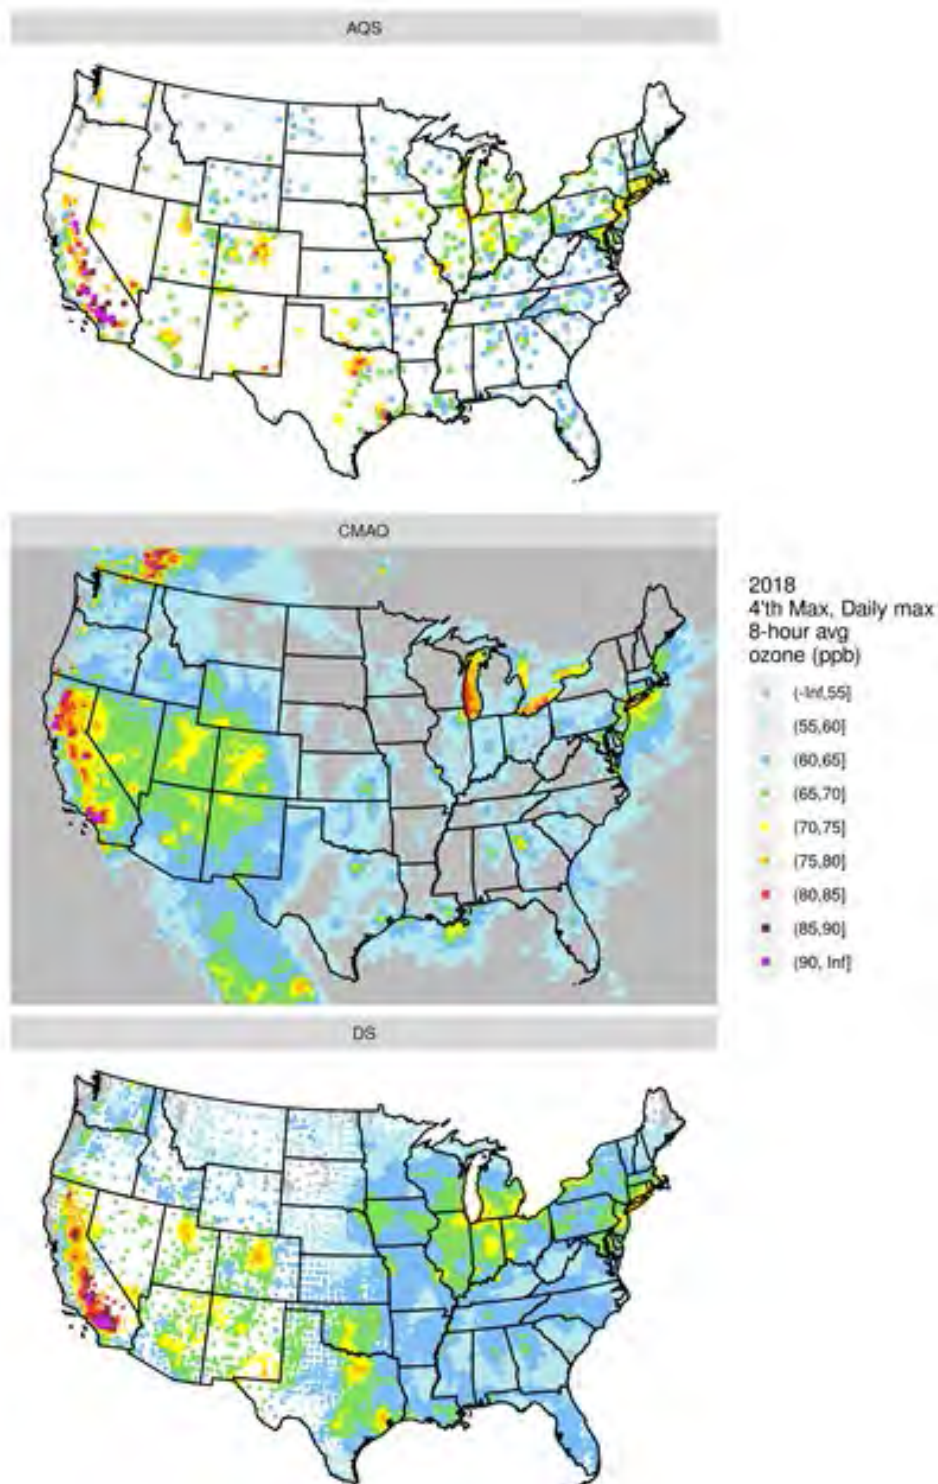 AQS
CMAQ
2018
4'th Max, Daily max
8-hour avg
ozone (ppb)
(-Inf,55]
(55,60]
(60,65]
(65,70]
(70,75]
(75,80]
(80,85]
(85,90]
(90, Inf]
DS